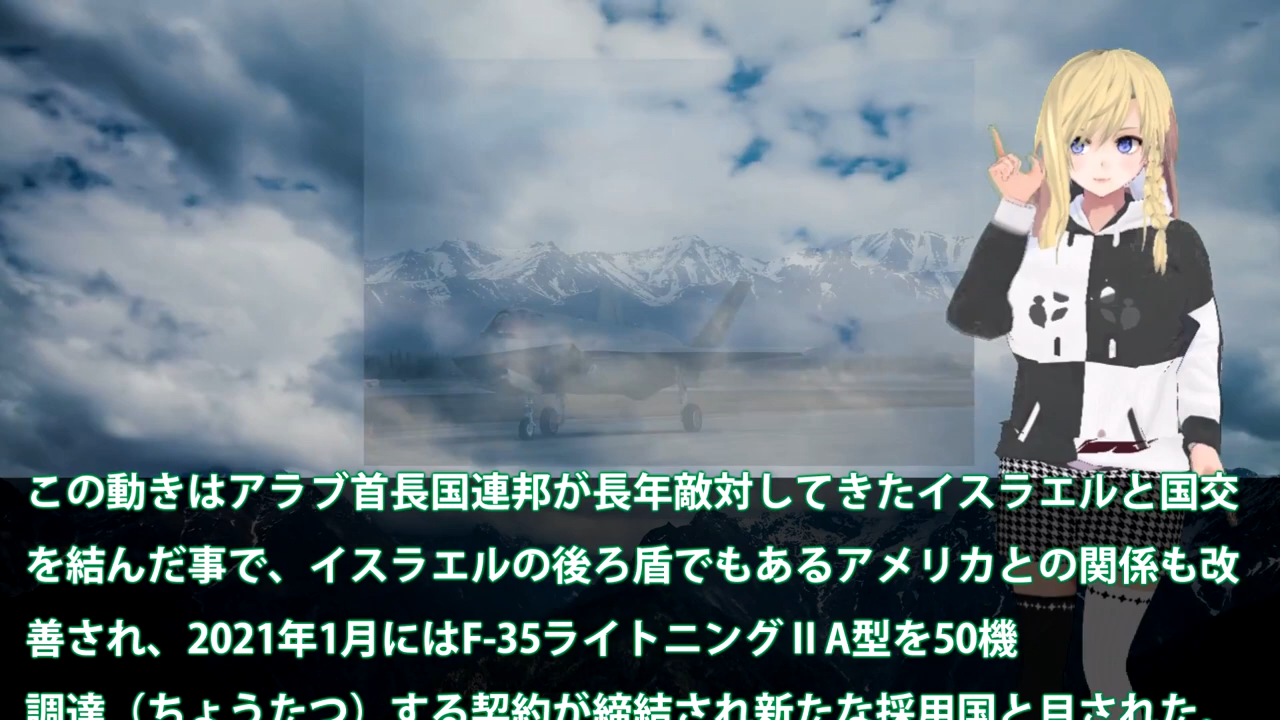 この動きはアラブ首長国連邦が長年敵対してきたイスラエルと国交
を結んだ事で、イスラエルの後ろ盾でもあるアメリカとの関係も改
善され、2021年1月にはF-35ライトニングⅡA型を50機
調達（ちょうたつ）する契約が締結され新たな採用国と目された。